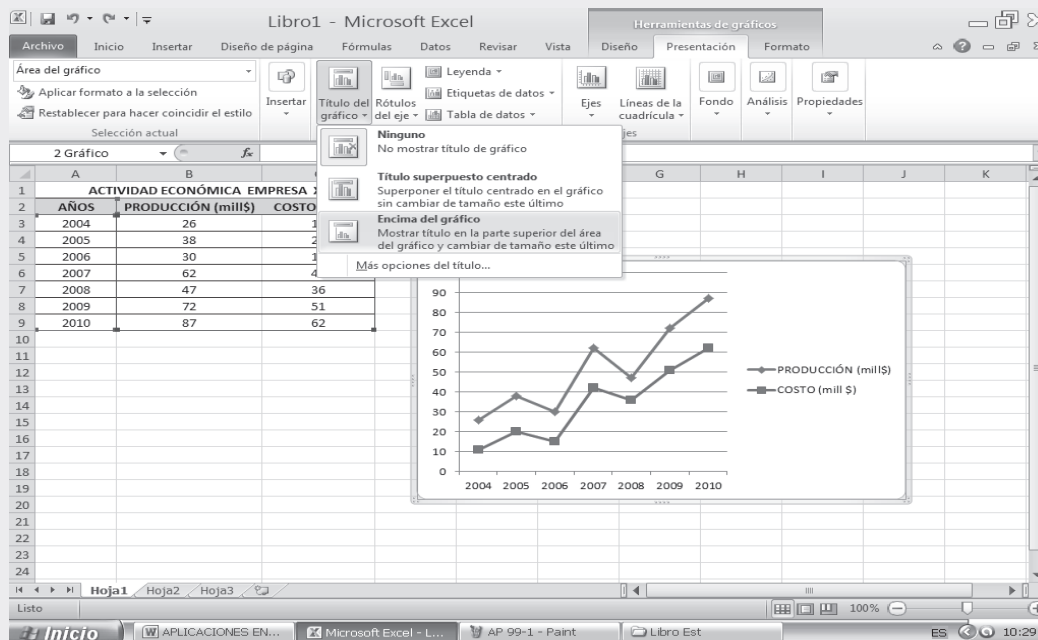 Libro1 - Microsoft Excel
Herramientas de gráficos
Archivo Inicio Insertar Diseño de página Fórmulas Datos Revisar Vista Diseño Presentación Formato
Área del gráfico
Aplicar formato a la selección
Restablecer para hacer coincidir el estilo
Selección actual
Insertar
Título del gráfico
Rótulos del eje
Leyenda
Etiquetas de datos
Tabla de datos
Ejes
Líneas de la cuadrícula
Fondo
Análisis
Propiedades
jes
Ninguno
No mostrar título de gráfico
Título superpuesto centrado
Superponer el título centrado en el gráfico
sin cambiar de tamaño este último
Encima del gráfico
Mostrar título en la parte superior del área
del gráfico y cambiar de tamaño este último
Más opciones del título...
2 Gráfico fx
A B G H I J K
1 ACTIVIDAD ECONÓMICA EMPRESA
2 AÑOS PRODUCCIÓN (mill$) COSTO
3 2004 26 1
4 2005 38 2
5 2006 30 1
6 2007 62 4
7 2008 47 36
8 2009 72 51
9 2010 87 62
10
11
12
13
14
15
16
17
18
19
20
21
22
23
24
90
80
70
60
50
40
30
20
10
0
2004 2005 2006 2007 2008 2009 2010
PRODUCCIÓN (mill$)
COSTO (mill $)
Hoja1 Hoja2 Hoja3
Listo 100%
Inicio APLICACIONES EN... Microsoft Excel - L... AP 99-1 - Paint Libro Est ES 10:29